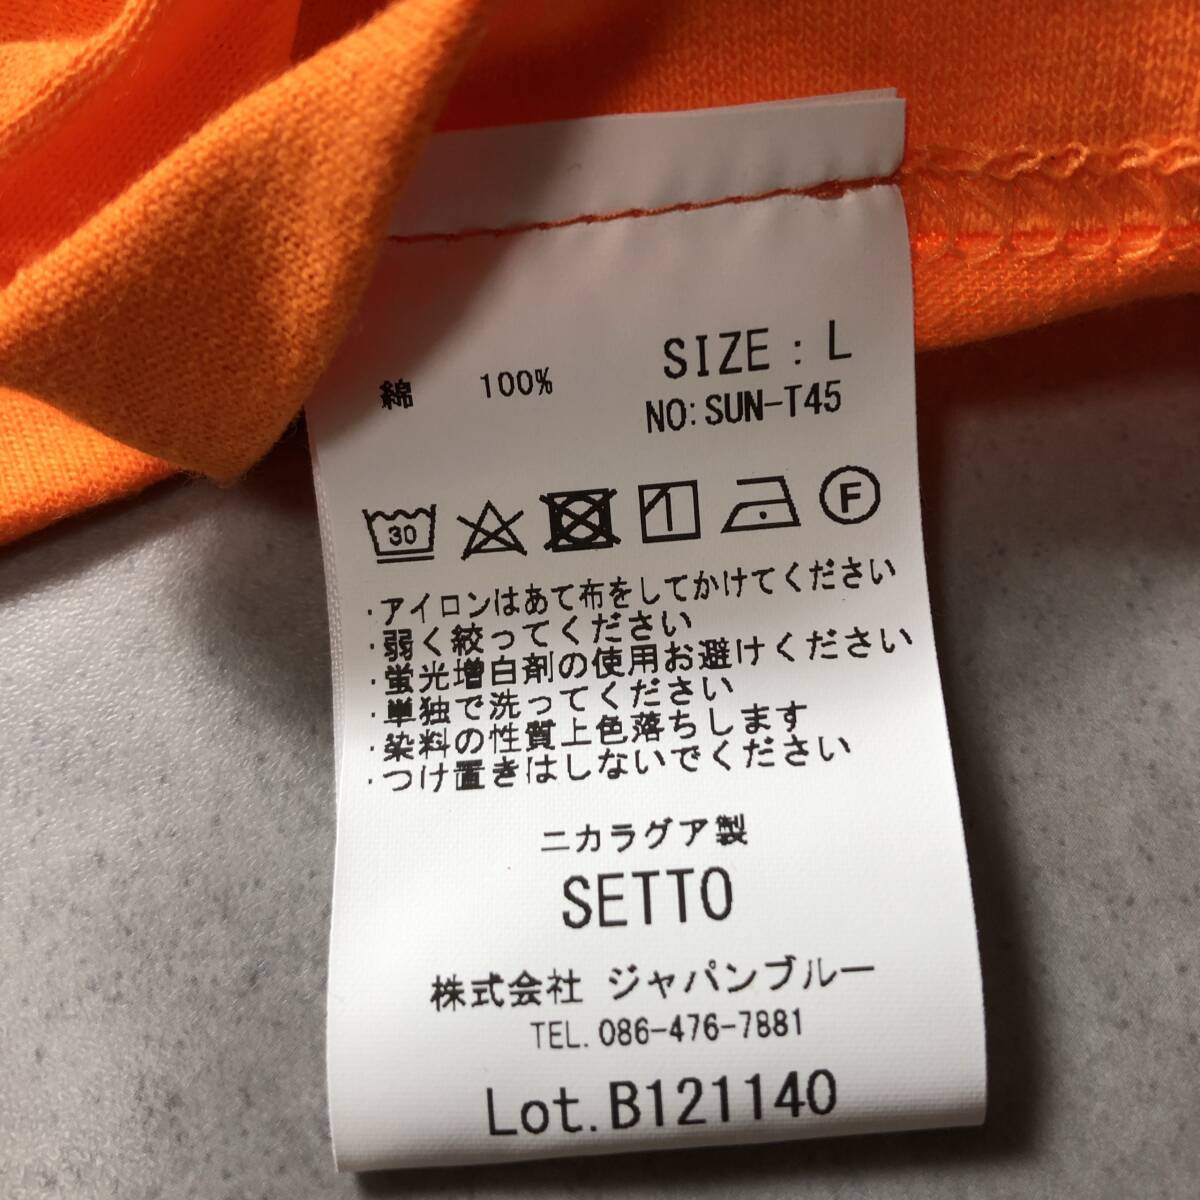 綿 100%
SIZE : L
NO:SUN-T45
30
F
・アイロンはあて布をしてかけてください
・弱く絞ってください
・蛍光増白剤の使用お避けください
・単独で洗ってください
・染料の性質上色落ちします
・つけ置きはしないでください
ニカラグア製
SETTO
株式会社 ジャパンブルー
TEL. 086-476-7881
Lot. B121140